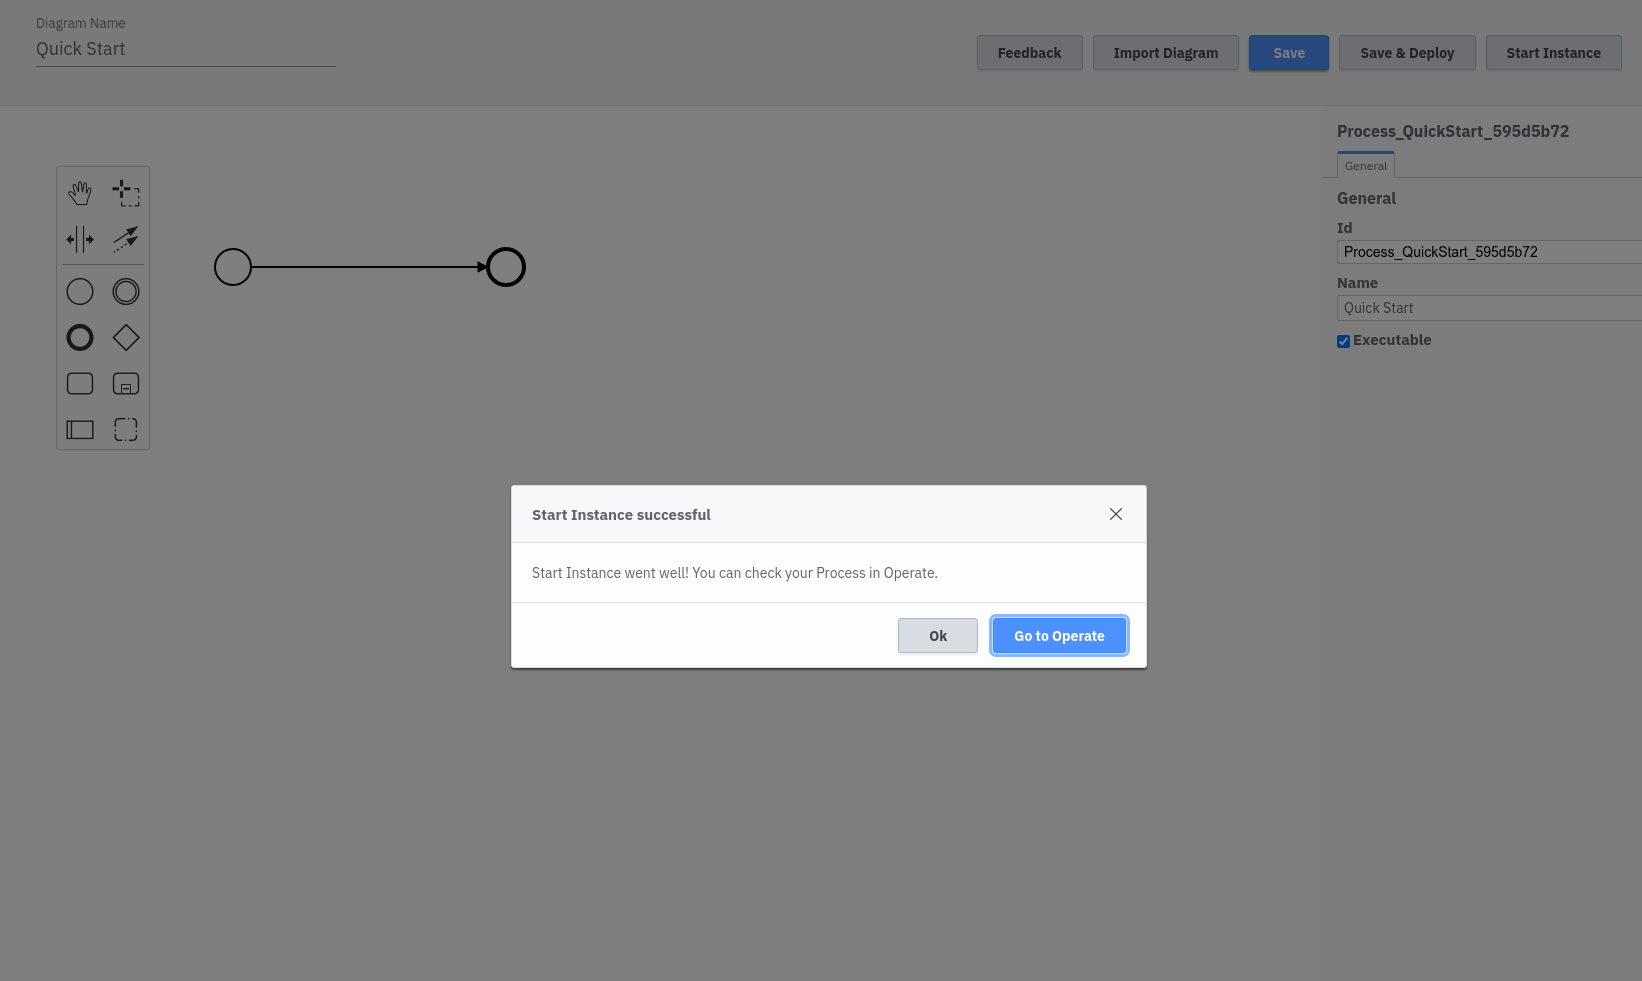 Diagram Name
Quick Start
Feedback
Import Diagram
Save
Save & Deploy
Start Instance
Process_QuickStart_595d5b72
General
General
Id
Process_QuickStart_595d5b72
Name
Quick Start
Executable
Start Instance successful
Start Instance went well! You can check your Process in Operate.
Ok
Go to Operate